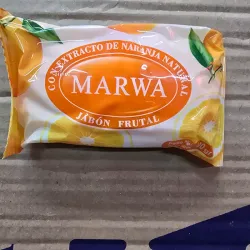 CON EXTRACTO DE NARANJA NATURAL
MARWA
JABÓN FRUTAL